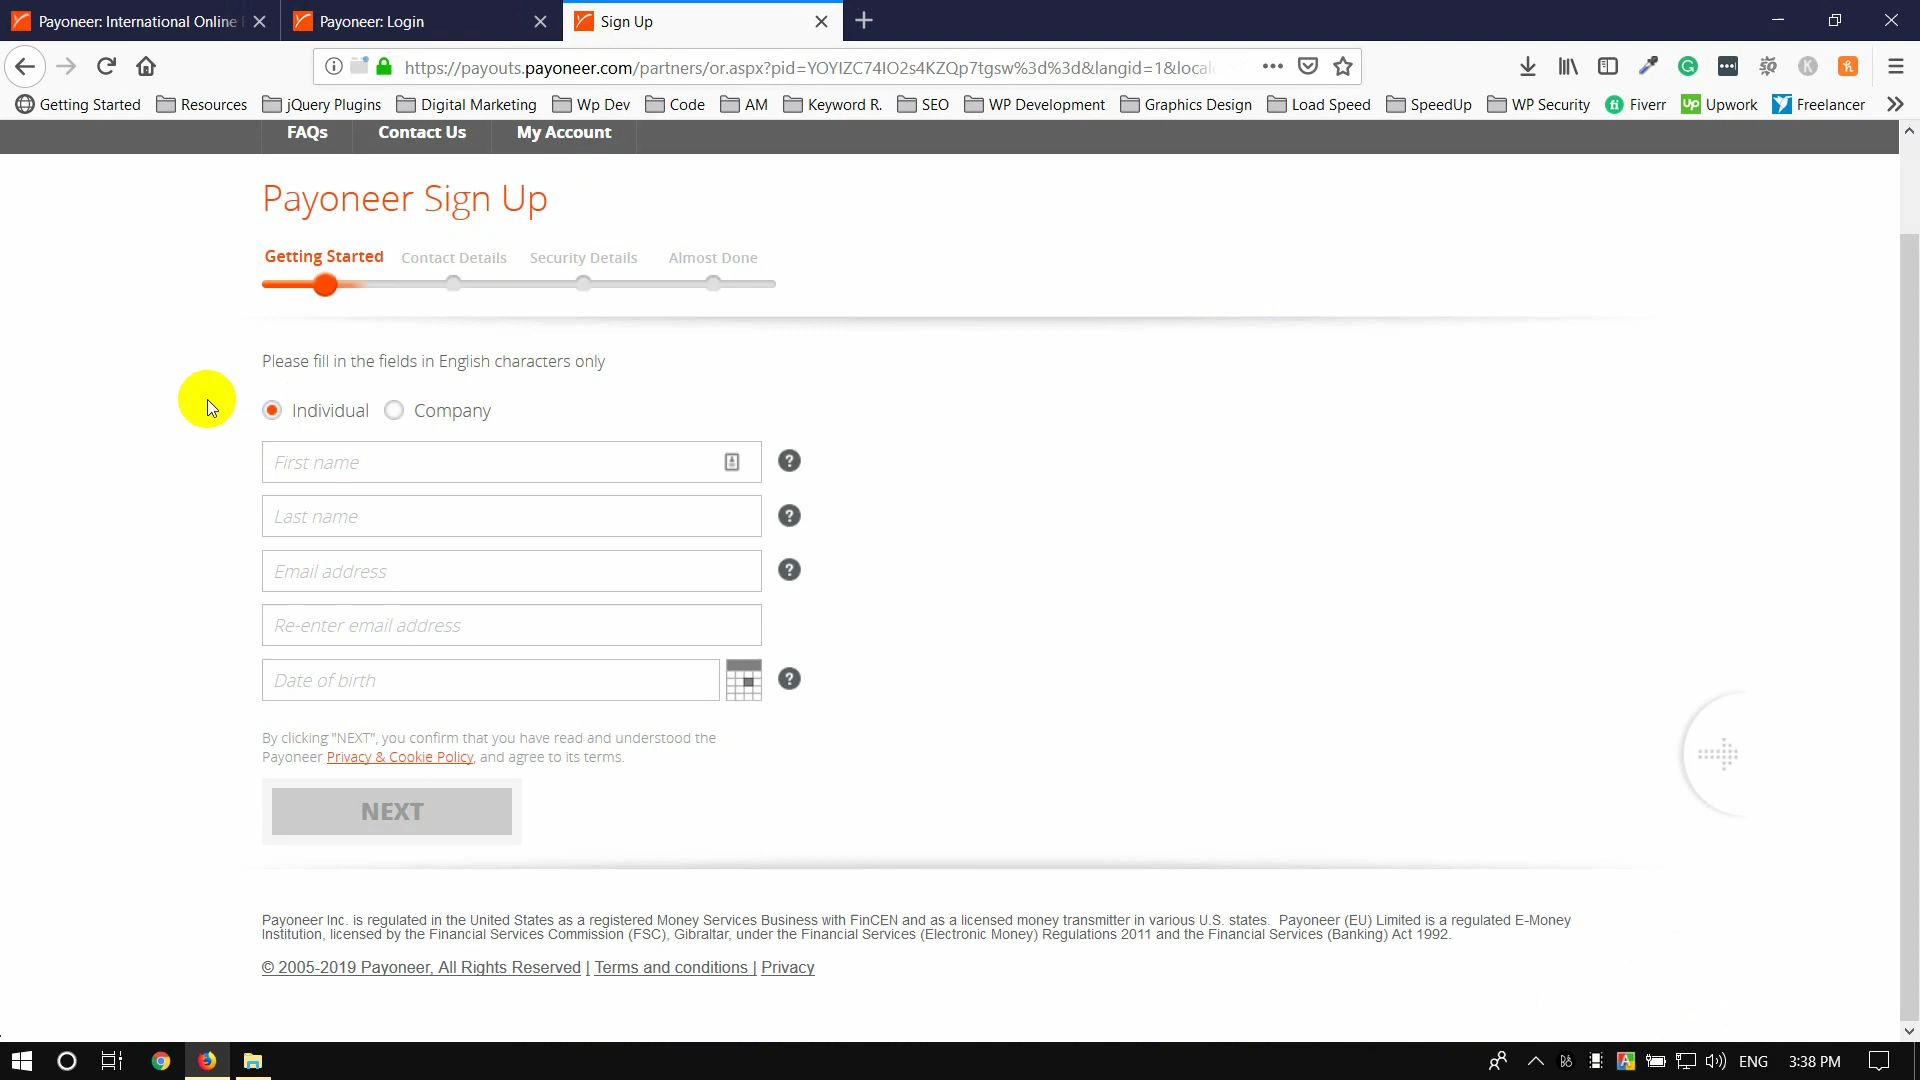 Payoneer: International Online
Payoneer: Login
Sign Up
https://payouts.payoneer.com/partners/or.aspx?pid=YOYIZC74IO2s4KZQp7tgsw%3d%3d&langid=1&local
Getting Started
Resources
jQuery Plugins
Digital Marketing
Wp Dev
Code
AM
Keyword R.
SEO
WP Development
Graphics Design
Load Speed
SpeedUp
WP Security
Fiverr
Upwork
Freelancer
FAQs
Contact Us
My Account
Payoneer Sign Up
Getting Started
Contact Details
Security Details
Almost Done
Please fill in the fields in English characters only
Individual
Company
First name
Last name
Email address
Re-enter email address
Date of birth
By clicking "NEXT", you confirm that you have read and understood the
Payoneer Privacy & Cookie Policy, and agree to its terms.
NEXT
Payoneer Inc. is regulated in the United States as a registered Money Services Business with FinCEN and as a licensed money transmitter in various U.S. states. Payoneer (EU) Limited is a regulated E-Money
Institution, licensed by the Financial Services Commission (FSC), Gibraltar, under the Financial Services (Electronic Money) Regulations 2011 and the Financial Services (Banking) Act 1992.
© 2005-2019 Payoneer, All Rights Reserved | Terms and conditions | Privacy
ENG
3:38 PM